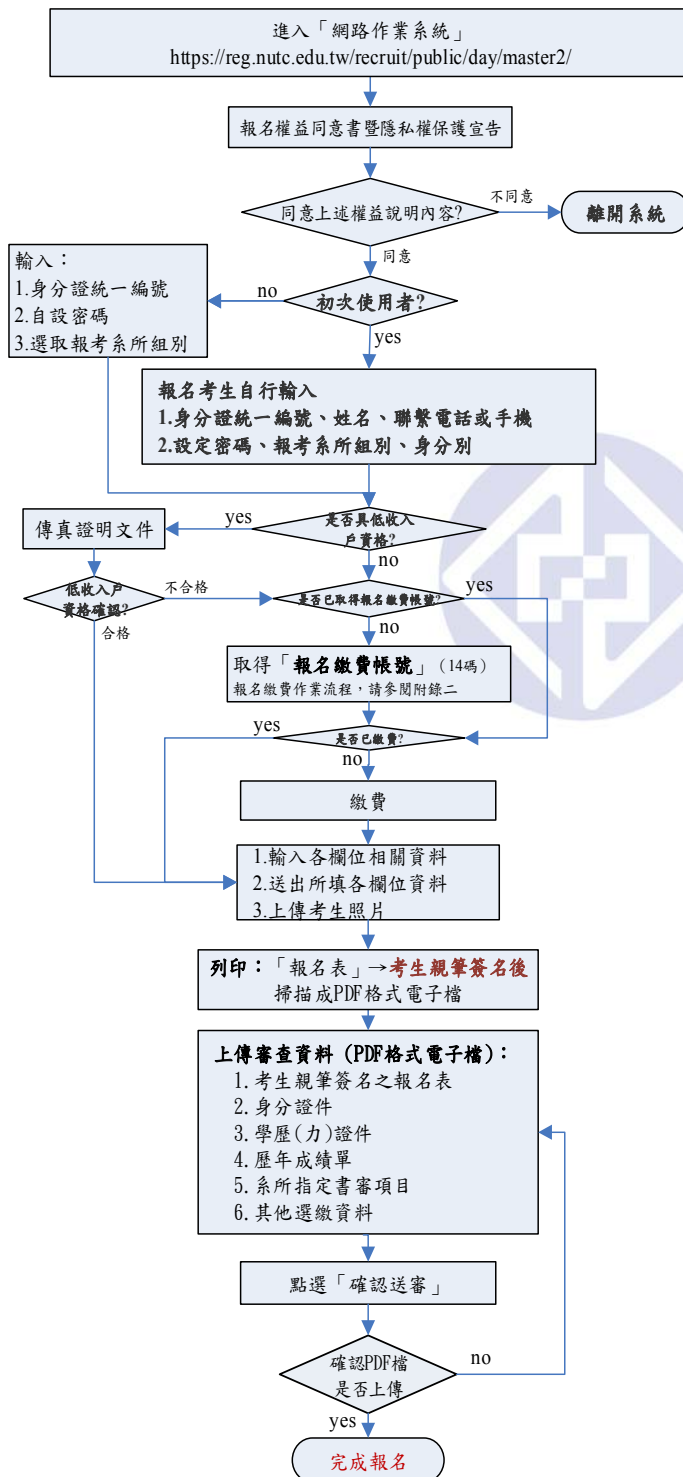 進入「網路作業系統」
https://reg.nutc.edu.tw/recruit/public/day/master2/
報名權益同意書暨隱私權保護宣告
同意上述權益說明內容?
不同意
離開系統
同意
初次使用者?
no
輸入：
1.身分證統一編號
2.自設密碼
3.選取報考系所組別
yes
報名考生自行輸入
1.身分證統一編號、姓名、聯繫電話或手機
2.設定密碼、報考系所組別、身分別
是否具低收入
戶資格?
yes
傳真證明文件
no
低收入戶
資格確認?
不合格
合格
是否已取得報名繳費帳號?
yes
no
取得「報名繳費帳號」（14碼）
報名繳費作業流程，請參閱附錄二
是否已繳費?
yes
no
繳費
1.輸入各欄位相關資料
2.送出所填各欄位資料
3.上傳考生照片
列印：「報名表」→考生親筆簽名後
掃描成PDF格式電子檔
上傳審查資料 (PDF格式電子檔)：
1.考生親筆簽名之報名表
2.身分證件
3.學歷(力)證件
4.歷年成績單
5.系所指定書審項目
6.其他選繳資料
點選「確認送審」
確認PDF檔
是否上傳
no
yes
完成報名